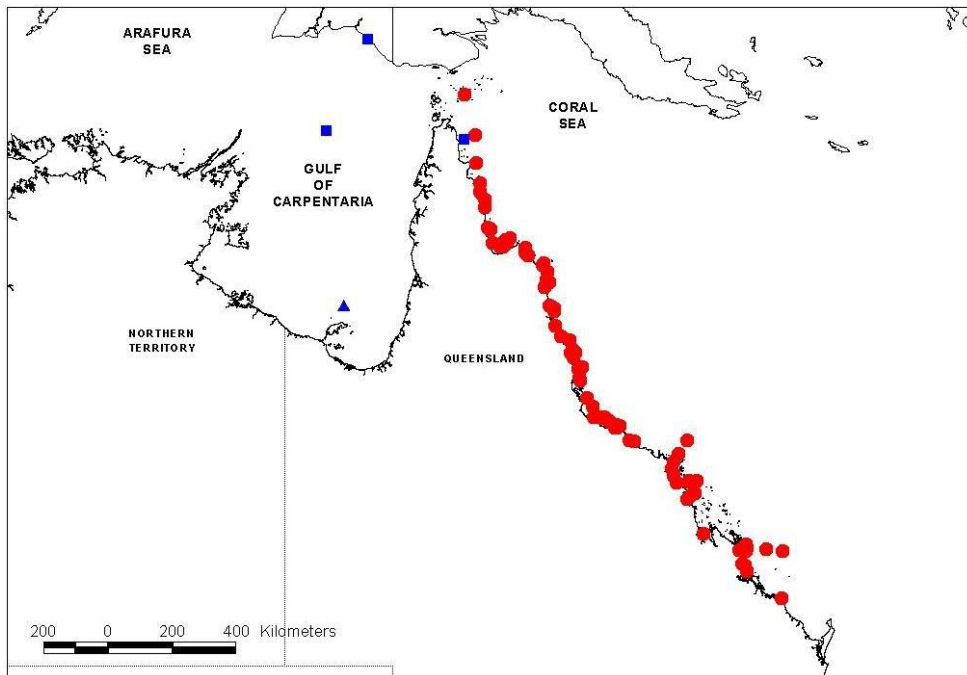 ARAFURA
SEA
CORAL
SEA
GULF
OF
CARPENTARIA
NORTHERN
TERRITORY
QUEENSLAND
200 0 200 400 Kilometers